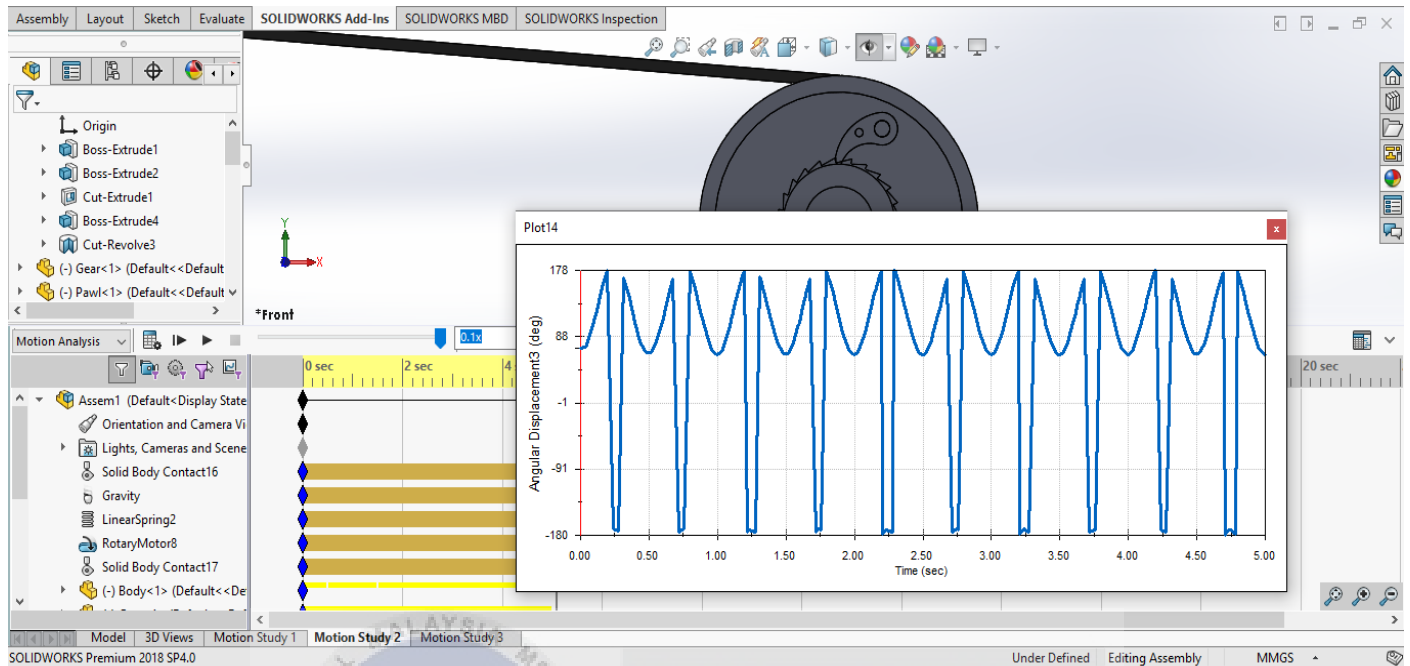 Assembly Layout Sketch Evaluate SOLIDWORKS Add-Ins SOLIDWORKS MBD SOLIDWORKS Inspection
Origin
Boss-Extrude1
Boss-Extrude2
Cut-Extrude1
Boss-Extrude4
Cut-Revolve3
(-) Gear<1> (Default<<Default
(-) Pawl<1> (Default<<Default
Y
X
*Front
Plot14
x
Angular Displacement3 (deg)
178
88
-1
-91
-180
0.00 0.50 1.00 1.50 2.00 2.50 3.00 3.50 4.00 4.50 5.00
Time (sec)
Motion Analysis
0.1x
0 sec 2 sec 4 20 sec
Assem1 (Default<Display State
Orientation and Camera Vi
Lights, Cameras and Scene
Solid Body Contact16
Gravity
LinearSpring2
RotaryMotor8
Solid Body Contact17
(-) Body<1> (Default<<De
Model 3D Views Motion Study 1 Motion Study 2 Motion Study 3
MALAYSIA
SOLIDWORKS Premium 2018 SP4.0 Under Defined Editing Assembly MMGS